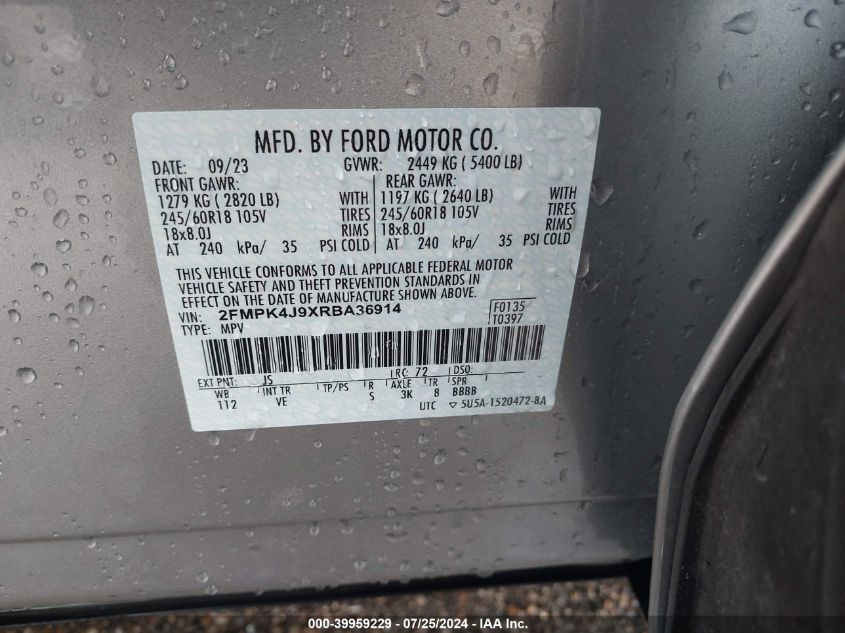 MFD. BY FORD MOTOR CO.
DATE: 09/23 GVWR: 2449 KG ( 5400 LB)
FRONT GAWR: REAR GAWR:
1279 KG ( 2820 LB) WITH 1197 KG ( 2640 LB) WITH
245/60R18 105V TIRES 245/60R18 105V TIRES
18x8.0J RIMS 18x8.0J RIMS
AT 240 kPa/ 35 PSI COLD AT 240 kPa/ 35 PSI COLD
THIS VEHICLE CONFORMS TO ALL APPLICABLE FEDERAL MOTOR
VEHICLE SAFETY AND THEFT PREVENTION STANDARDS IN
EFFECT ON THE DATE OF MANUFACTURE SHOWN ABOVE.
VIN: 2FMPK4J9XRBA36914 F0135
TYPE: MPV T0397
EXT PNT: JS RC: 72 DSO:
WB INT TR TP/PS R AXLE TR SPR
112 VE S 3K 8 BBBB
UTC ▽ 5U5A-1520472-BA
000-39959229 - 07/25/2024 - IAA Inc.